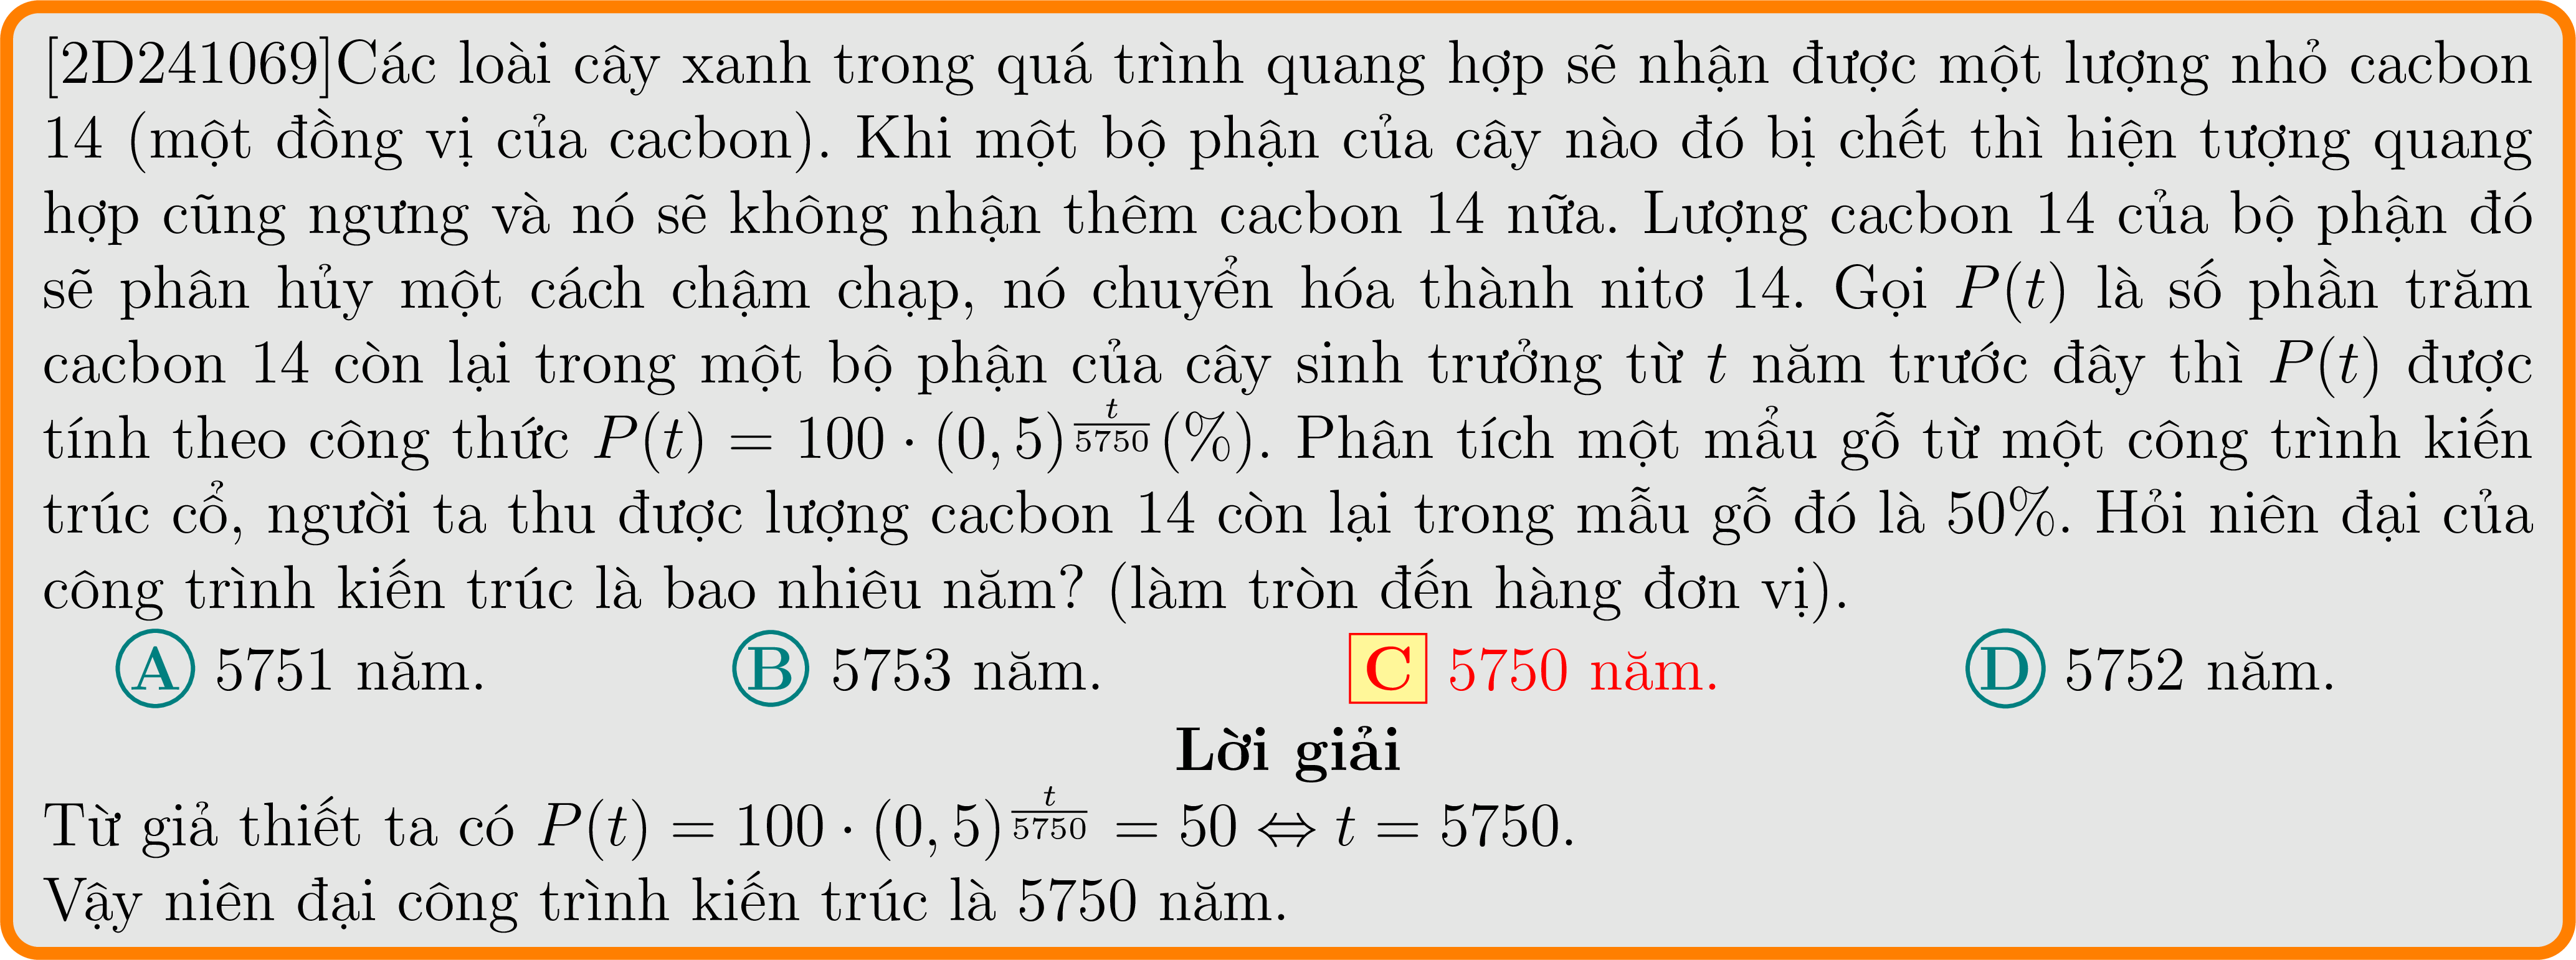 [2D241069]Các loài cây xanh trong quá trình quang hợp sẽ nhận được một lượng nhỏ cacbon
14 (một đồng vị của cacbon). Khi một bộ phận của cây nào đó bị chết thì hiện tượng quang
hợp cũng ngưng và nó sẽ không nhận thêm cacbon 14 nữa. Lượng cacbon 14 của bộ phận đó
sẽ phân hủy một cách chậm chạp, nó chuyển hóa thành nitơ 14. Gọi P(t) là số phần trăm
cacbon 14 còn lại trong một bộ phận của cây sinh trưởng từ t năm trước đây thì P(t) được
tính theo công thức $P(t) = 100 \cdot (0,5)^{\frac{t}{5750}}(\%)$. Phân tích một mẩu gỗ từ một công trình kiến
trúc cổ, người ta thu được lượng cacbon 14 còn lại trong mẫu gỗ đó là 50%. Hỏi niên đại của
công trình kiến trúc là bao nhiêu năm? (làm tròn đến hàng đơn vị).
A 5751 năm. B 5753 năm. C 5750 năm. D 5752 năm.
Lời giải
Từ giả thiết ta có $P(t) = 100 \cdot (0,5)^{\frac{t}{5750}} = 50 \Leftrightarrow t = 5750$.
Vậy niên đại công trình kiến trúc là 5750 năm.